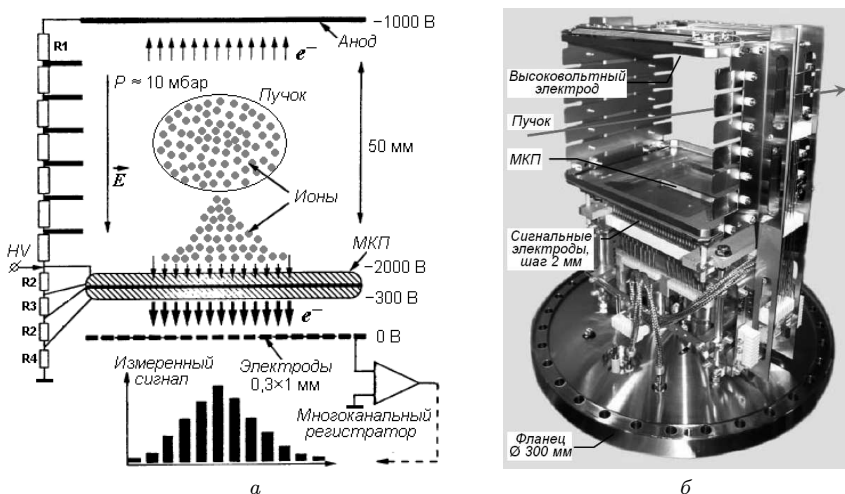 −1000 В
R1
Анод
e−
P ≈ 10 мбар
Пучок
50 мм
E
Ионы
HV
МКП
−2000 В
R2
−300 В
R3
e−
R2
0 В
R4
Измеренный
сигнал
Электроды
0,3×1 мм
Многоканальный
регистратор
а
Высоковольтный
электрод
Пучок
МКП
Сигнальные
электроды,
шаг 2 мм
Фланец
Ø 300 мм
б